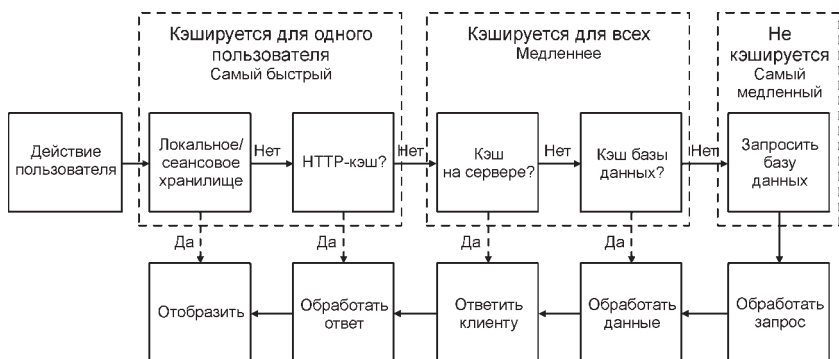 Кэшируется для одного
пользователя
Самый быстрый
Кэшируется для всех
Медленнее
Не
кэшируется
Самый
медленный
Действие
пользователя
Локальное/
сеансовое
хранилище
Нет
HTTP-кэш?
Нет
Кэш
на сервере?
Нет
Кэш базы
данных?
Нет
Запросить
базу
данных
Да
Да
Да
Да
Отобразить
Обработать
ответ
Ответить
клиенту
Обработать
данные
Обработать
запрос